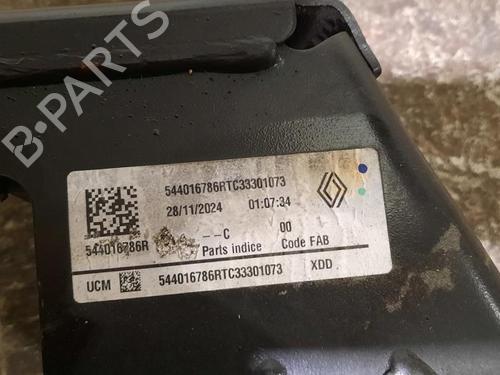 B-PARTS
544016786RTC33301073
28/11/2024 01:07:34
544016786R --C 00
Parts indice Code FAB
UCM 544016786RTC33301073 XDD